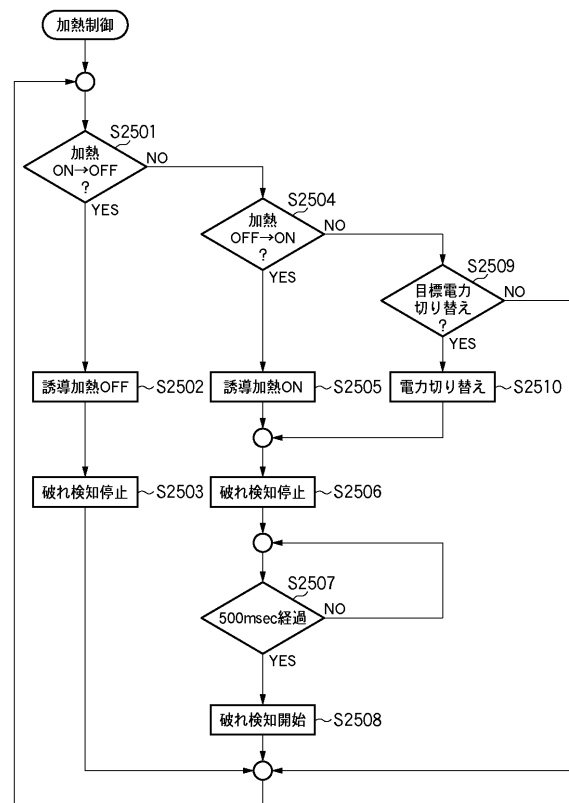 加熱制御
S2501
加熱
ON→OFF
?
NO
YES
S2504
加熱
OFF→ON
?
NO
YES
S2509
目標電力
切り替え
?
NO
YES
誘導加熱OFF
S2502
誘導加熱ON
S2505
電力切り替え
S2510
破れ検知停止
S2503
破れ検知停止
S2506
S2507
500msec経過
NO
YES
破れ検知開始
S2508